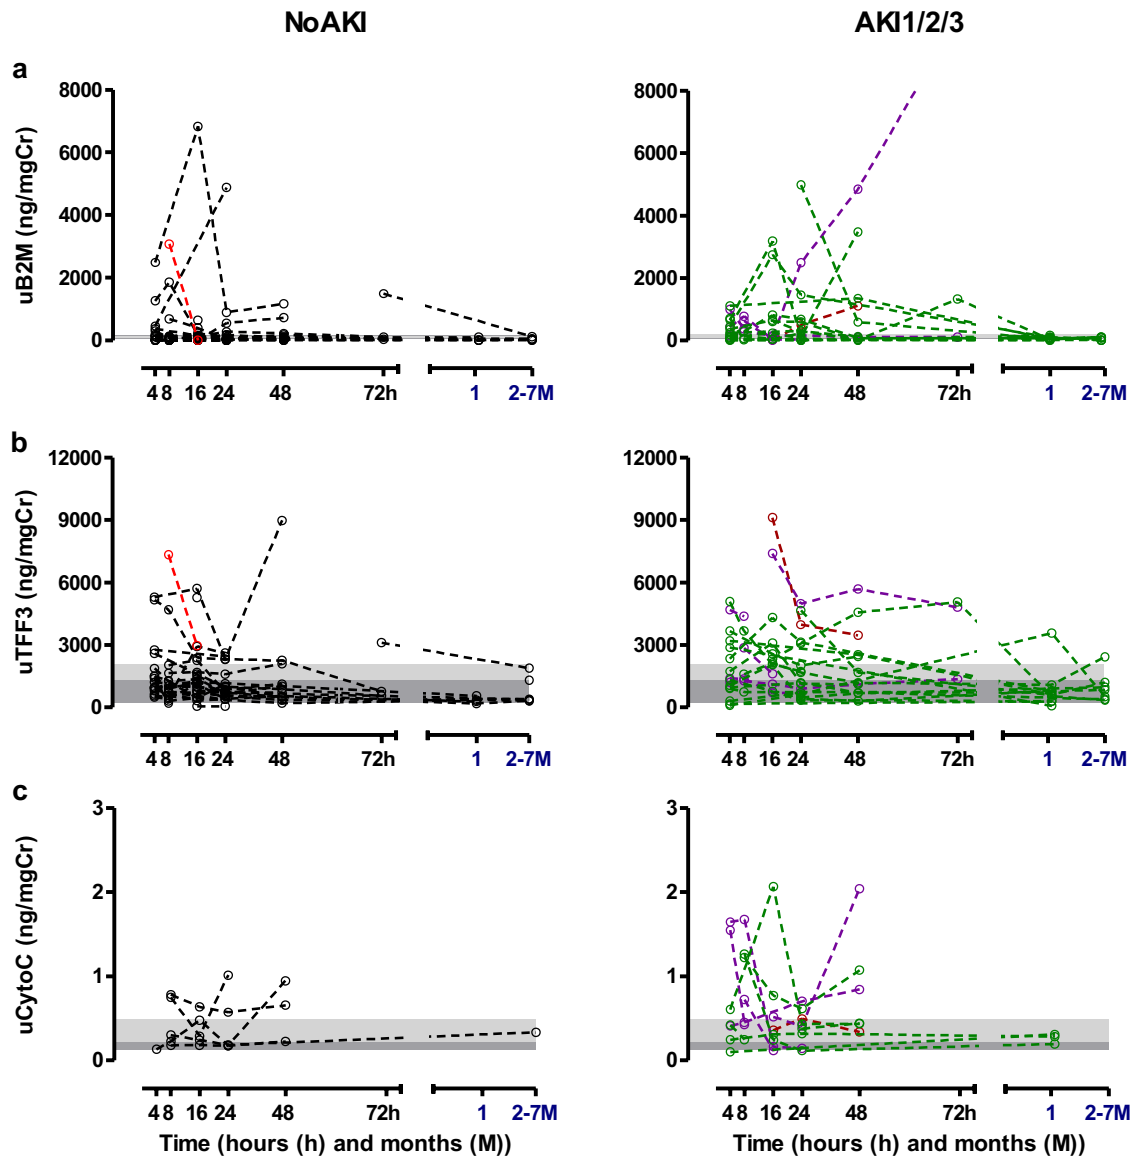 NoAKI
AKI1/2/3
a
uB2M (ng/mgCr)
8000
6000
4000
2000
0
4 8 16 24 48 72h 1 2-7M
8000
6000
4000
2000
0
4 8 16 24 48 72h 1 2-7M
b
uTFF3 (ng/mgCr)
12000
9000
6000
3000
0
4 8 16 24 48 72h 1 2-7M
12000
9000
6000
3000
0
4 8 16 24 48 72h 1 2-7M
c
uCytoC (ng/mgCr)
3
2
1
0
4 8 16 24 48 72h 1 2-7M
Time (hours (h) and months (M))
3
2
1
0
4 8 16 24 48 72h 1 2-7M
Time (hours (h) and months (M))